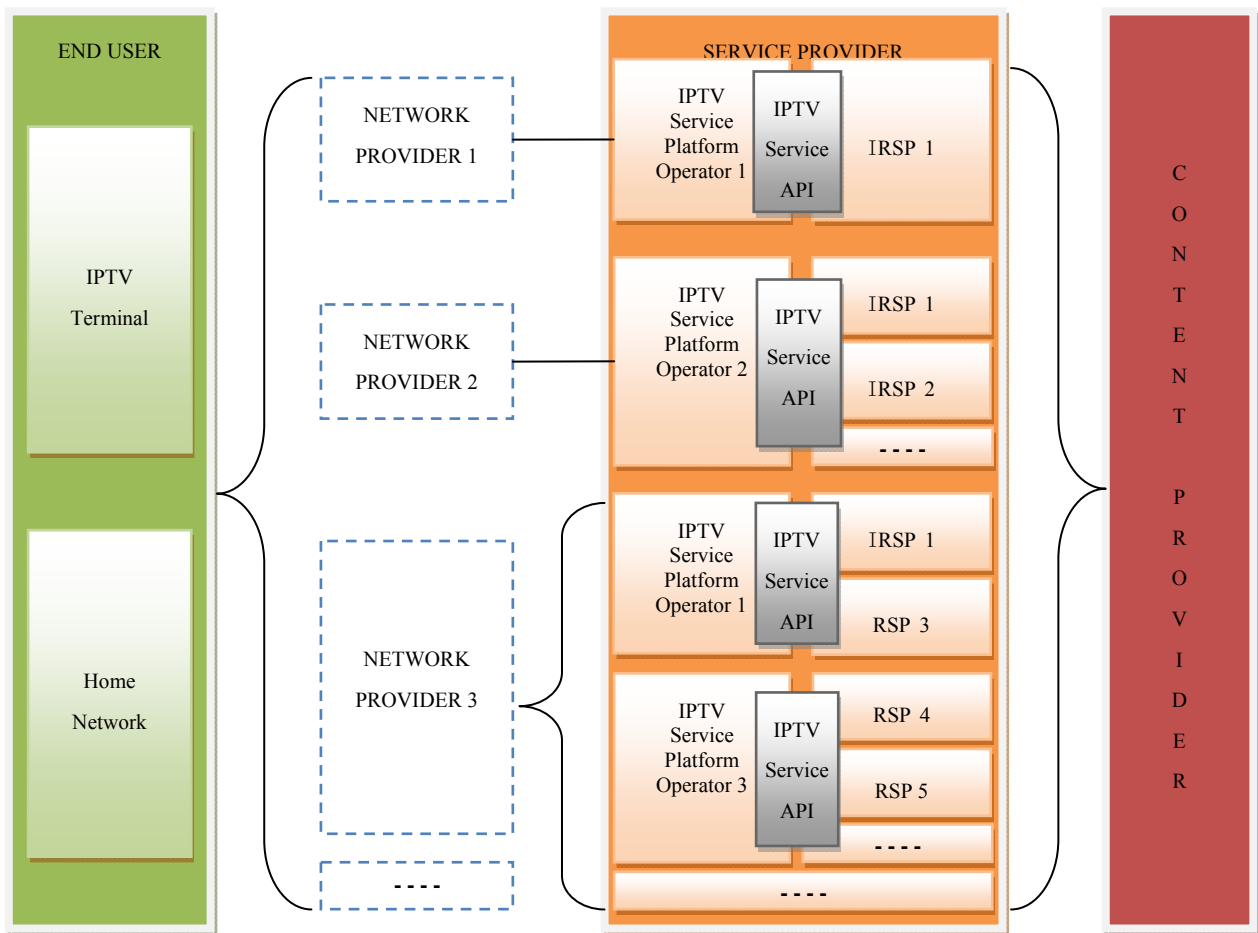 END USER
IPTV
Terminal
Home
Network
NETWORK
PROVIDER 1
NETWORK
PROVIDER 2
NETWORK
PROVIDER 3
----
SERVICE PROVIDER
IPTV
Service
Platform
Operator 1
IPTV
Service
API
IRSP 1
IPTV
Service
Platform
Operator 2
IPTV
Service
API
IRSP 1
IRSP 2
----
IPTV
Service
Platform
Operator 1
IPTV
Service
API
IRSP 1
RSP 3
IPTV
Service
Platform
Operator 3
IPTV
Service
API
RSP 4
RSP 5
----
----
CONTENT PROVIDER